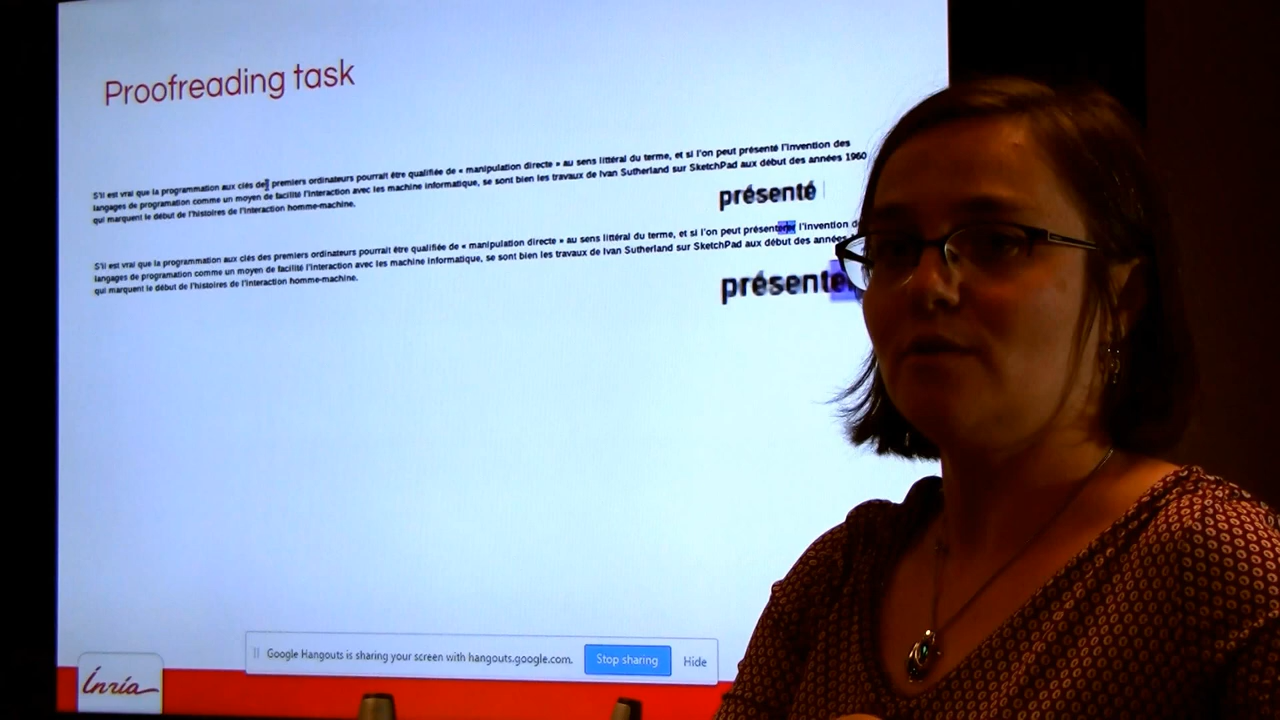 Proofreading task
S'il est vrai que la programmation aux clés des premiers ordinateurs pourrait être qualifiée de « manipulation directe » au sens littéral du terme, et si l'on peut présenté l'invention des
langages de programation comme un moyen de facilité l'interaction avec les machine informatique, se sont bien les travaux de Ivan Sutherland sur SketchPad aux début des années 1960
qui marquent le début de l'histoires de l'interaction homme-machine.
présenté
S'il est vrai que la programmation aux clés des premiers ordinateurs pourrait être qualifiée de « manipulation directe » au sens littéral du terme, et si l'on peut l'invention
langages de programation comme un moyen de facilité l'interaction avec les machine informatique, se sont bien les travaux de Ivan Sutherland sur SketchPad aux début des années
qui marquent le début de l'histoires de l'interaction homme-machine.
présente
Google Hangouts is sharing your screen with hangouts.google.com. Stop sharing Hide
Inria